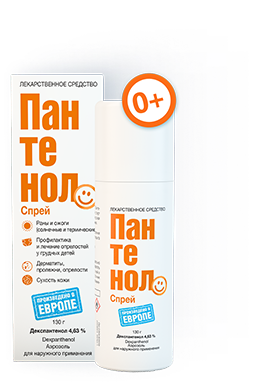 0+
ЛЕКАРСТВЕННОЕ СРЕДСТВО
Пан
те
нол
Спрей
Раны и ожоги
(солнечные и термические)
Профилактика
и лечение опрелостей
у грудных детей
Дерматиты,
пролежни, опрелости
Сухость кожи
ПРОИЗВЕДЕНО В
ЕВРОПЕ
130 г
Декспантенол 4,63 %
Dexpanthenol
Аэрозоль
для наружного применения
ЛЕКАРСТВЕННОЕ СРЕДСТВО
Пан
те
нол
Спрей
ПРОИЗВЕДЕНО В
ЕВРОПЕ
130 г
Декспантенол 4,63 %
Dexpanthenol
Аэрозоль
для наружного применения